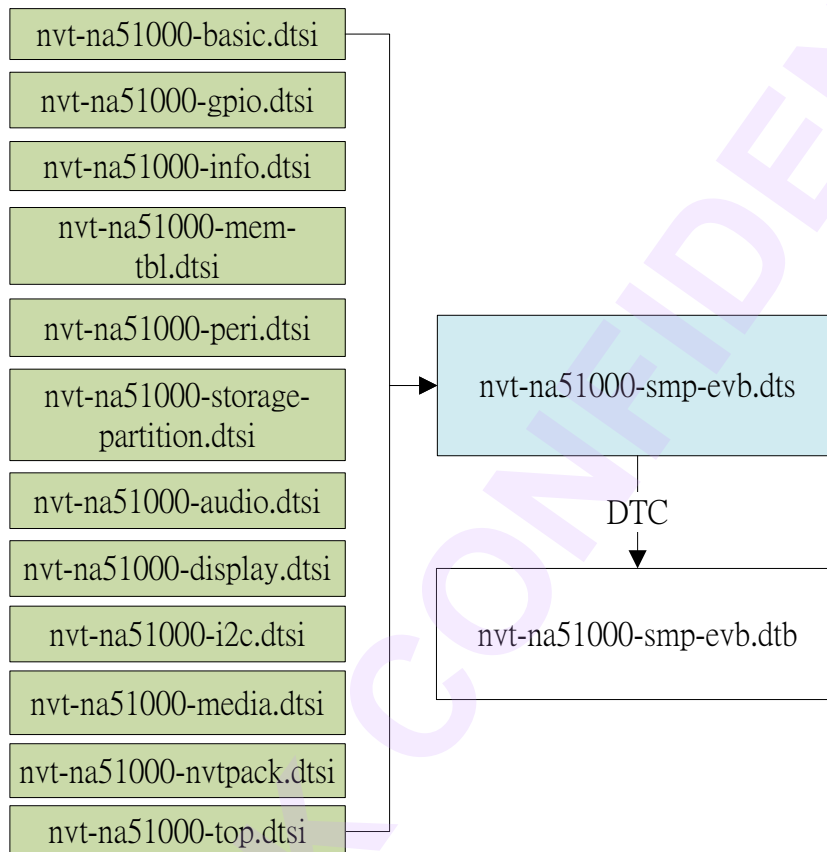 nvt-na51000-basic.dtsi
nvt-na51000-gpio.dtsi
nvt-na51000-info.dtsi
nvt-na51000-mem-
tbl.dtsi
nvt-na51000-peri.dtsi
nvt-na51000-storage-
partition.dtsi
nvt-na51000-audio.dtsi
nvt-na51000-display.dtsi
nvt-na51000-i2c.dtsi
nvt-na51000-media.dtsi
nvt-na51000-nvtpack.dtsi
nvt-na51000-top.dtsi
nvt-na51000-smp-evb.dts
DTC
nvt-na51000-smp-evb.dtb
K CONFIDEN